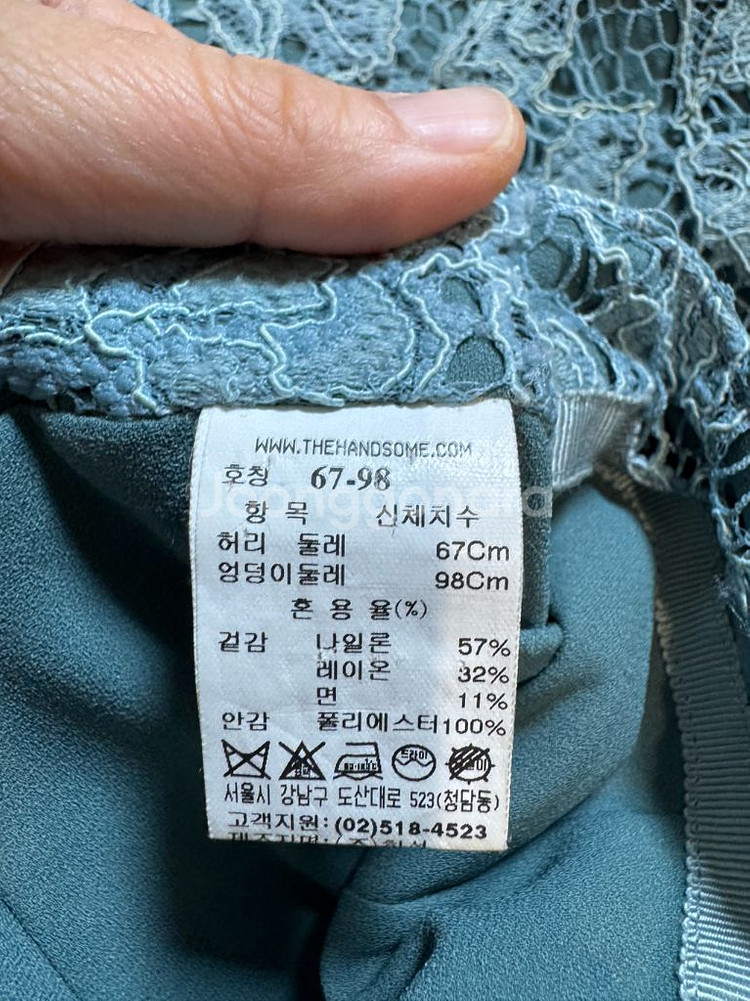 WWW.THEHANDSOME.COM
호칭 67-98
항 목 신체치수
허리 둘레 67Cm
엉덩이둘레 98Cm
혼 용 율(%)
겉감 나일론 57%
레이온 32%
면 11%
안감 폴리에스터100%
드라이
서울시 강남구 도산대로 523(청담동)
고객지원: (02)518-4523